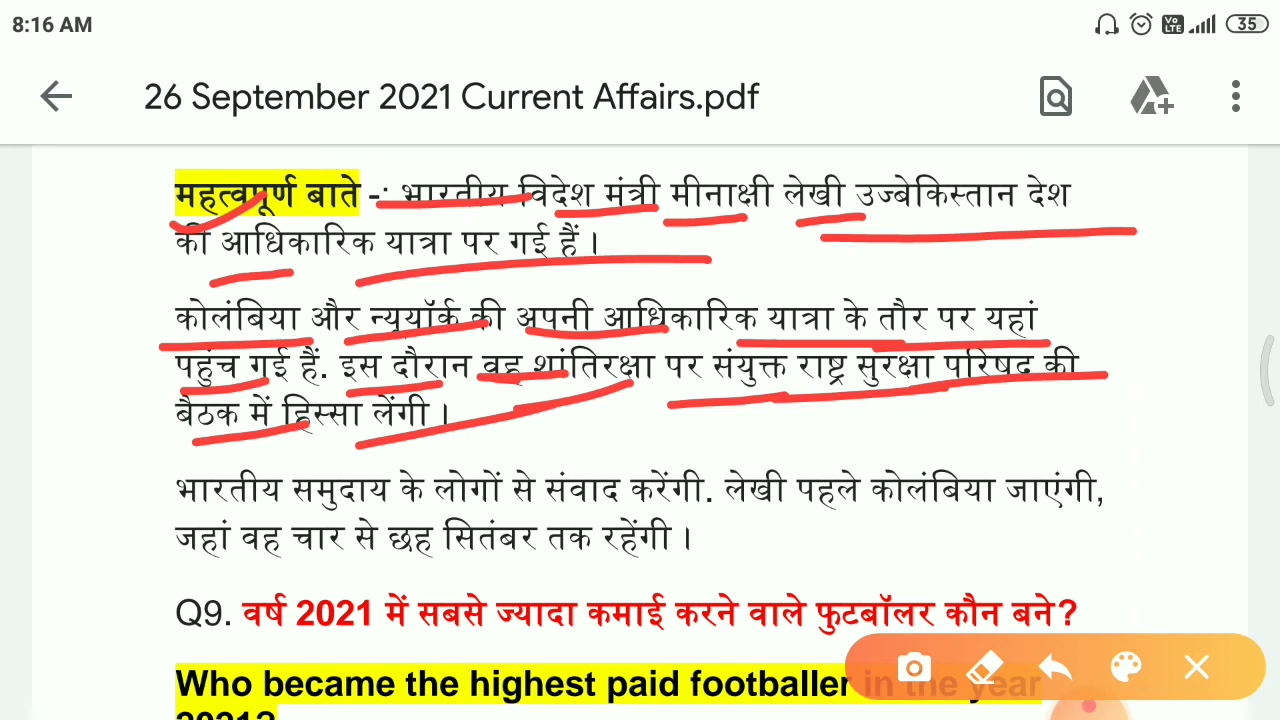 8:16 AM
Vo LTE
35
26 September 2021 Current Affairs.pdf
महत्वपूर्ण बाते -: भारतीय विदेश मंत्री मीनाक्षी लेखी उज्बेकिस्तान देश
की आधिकारिक यात्रा पर गई हैं ।
कोलंबिया और न्यूयॉर्क की अपनी आधिकारिक यात्रा के तौर पर यहां
पहुंच गई हैं. इस दौरान वह शांतिरक्षा पर संयुक्त राष्ट्र सुरक्षा परिषद की
बैठक में हिस्सा लेंगी ।
भारतीय समुदाय के लोगों से संवाद करेंगी. लेखी पहले कोलंबिया जाएंगी,
जहां वह चार से छह सितंबर तक रहेंगी ।
Q9. वर्ष 2021 में सबसे ज्यादा कमाई करने वाले फुटबॉलर कौन बने?
Who became the highest paid footballer in the year
2021?